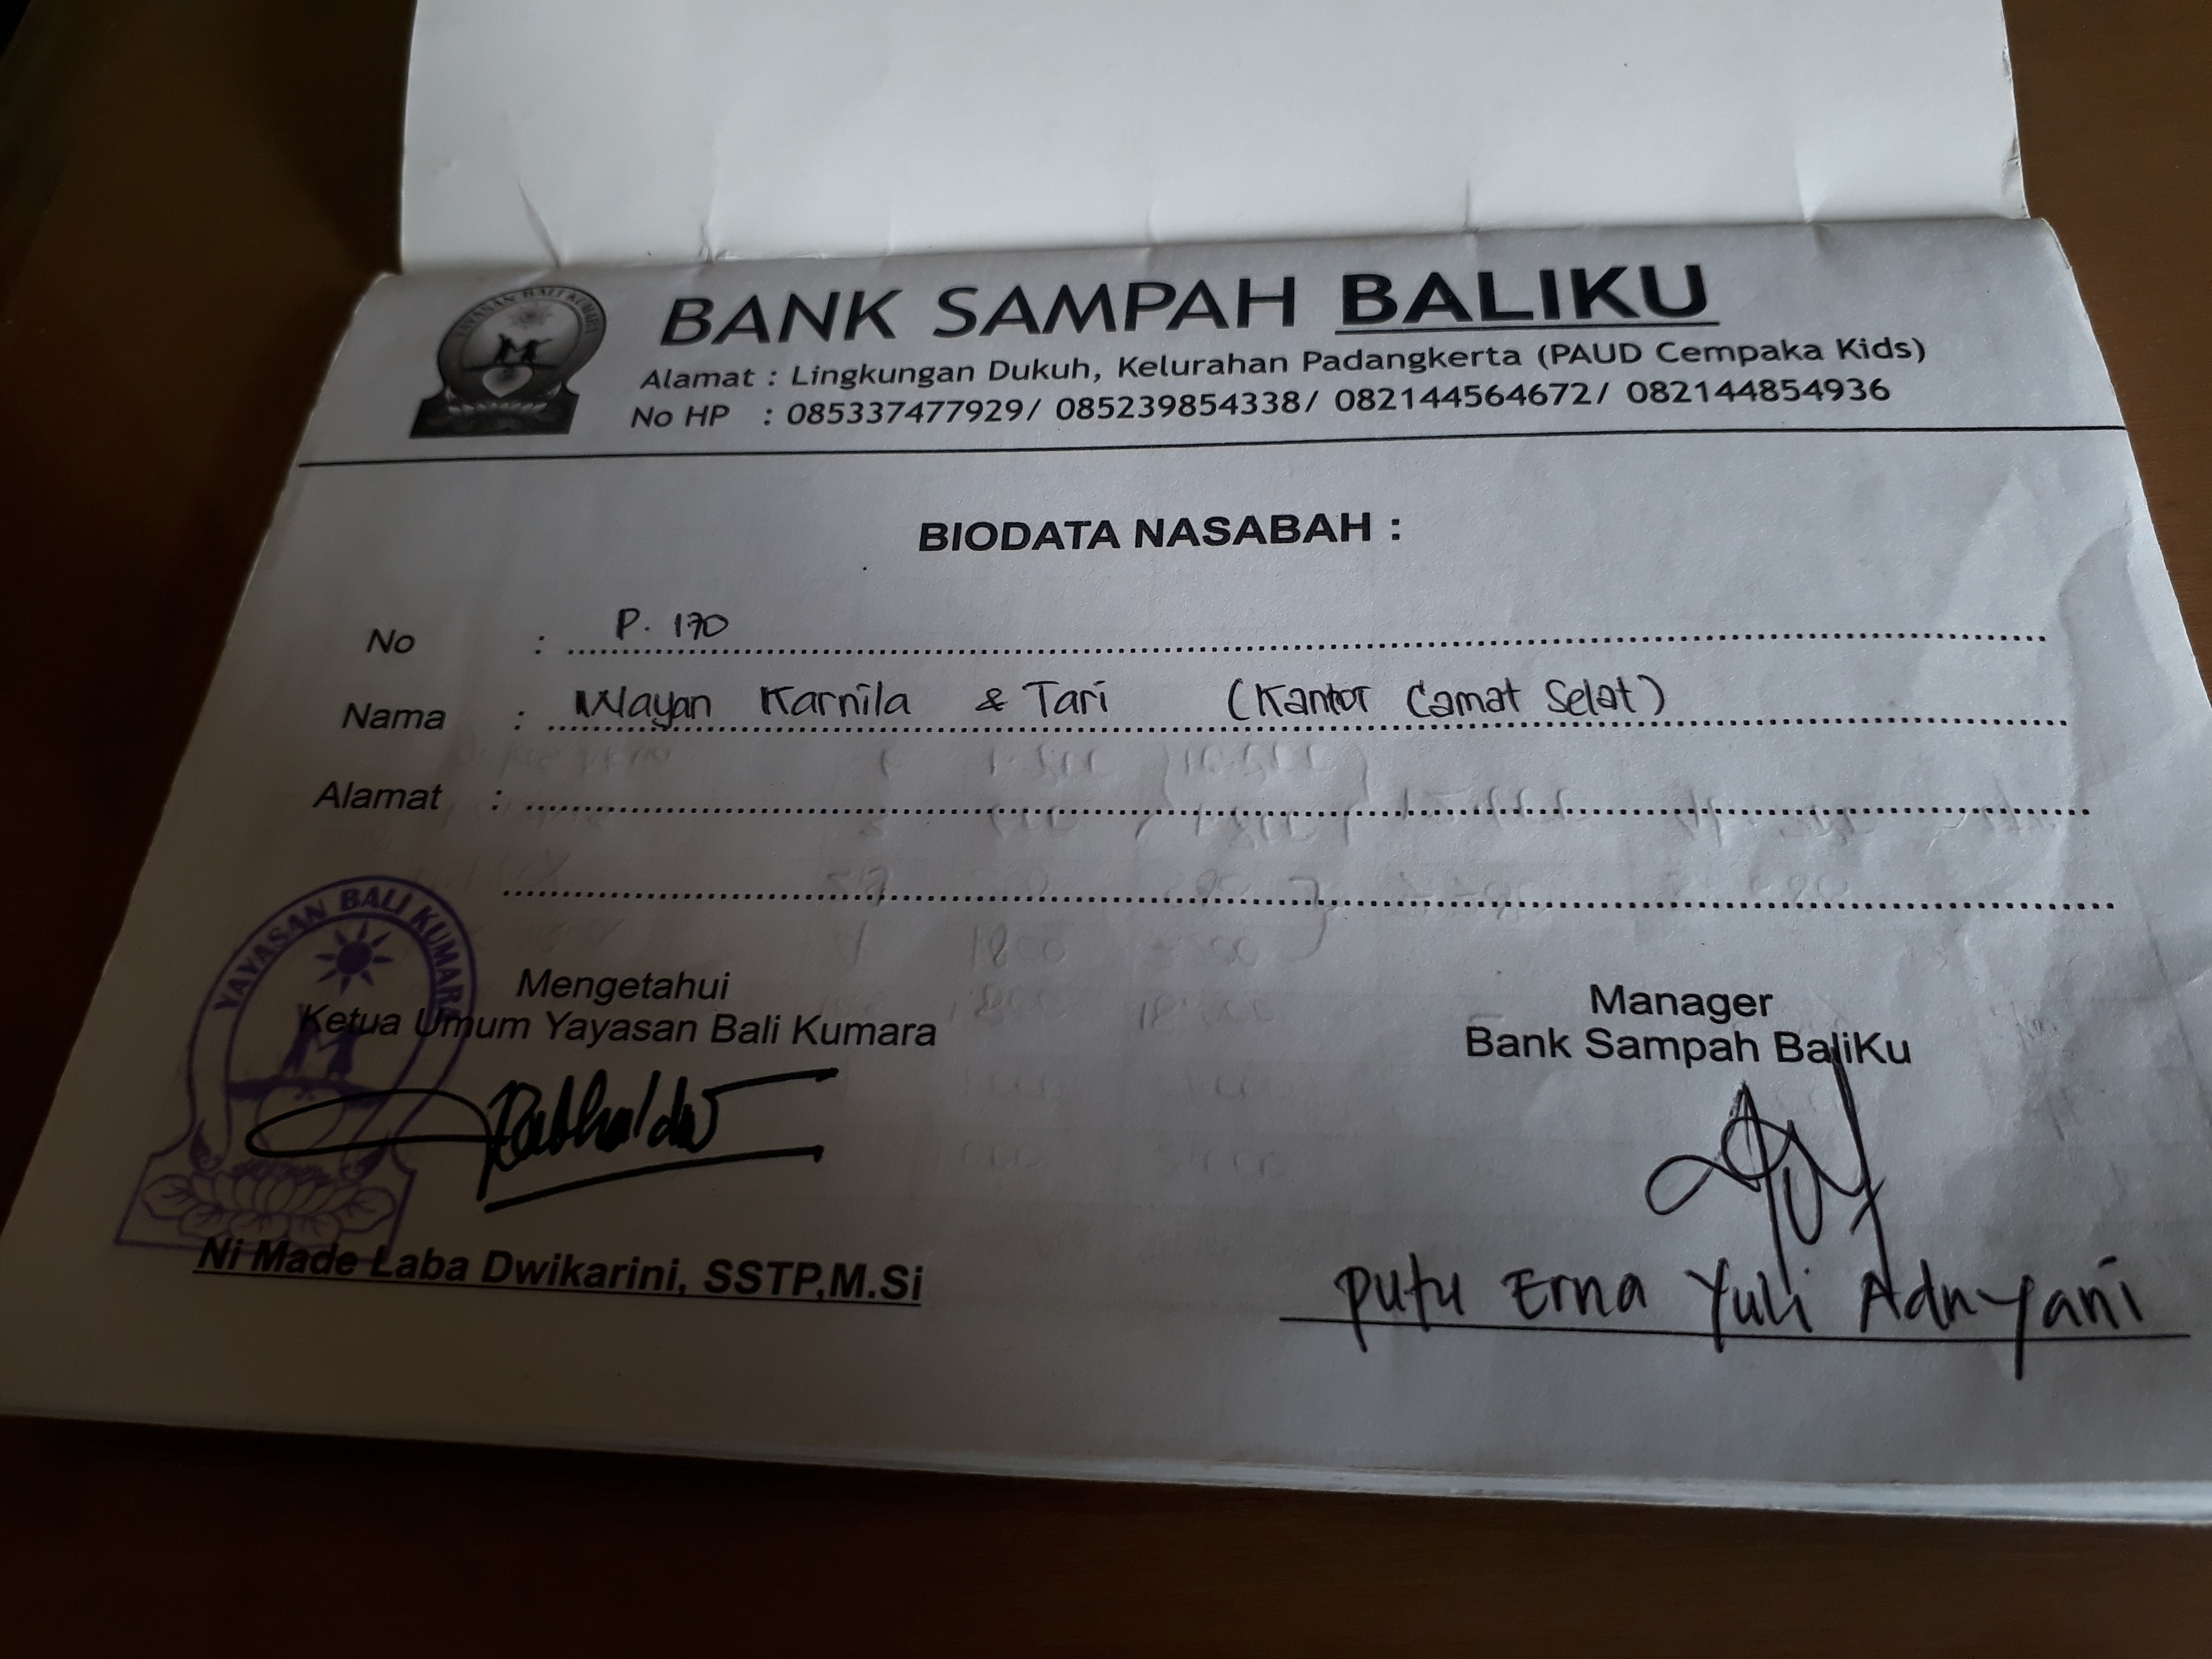 YAYASAN BALI KUMARA
BANK SAMPAH BALIKU
Alamat : Lingkungan Dukuh, Kelurahan Padangkerta (PAUD Cempaka Kids)
No HP : 085337477929/ 085239854338/ 082144564672/ 082144854936
BIODATA NASABAH :
No : P. 170
Nama : Wayan Karnila & Tari (Kantor Camat Selat)
Alamat :
YAYASAN BALI KUMARA
Mengetahui
Ketua Umum Yayasan Bali Kumara
Ni Made Laba Dwikarini, SSTP,M.Si
Manager
Bank Sampah BaliKu
Putu Erna Yuli Adnyani